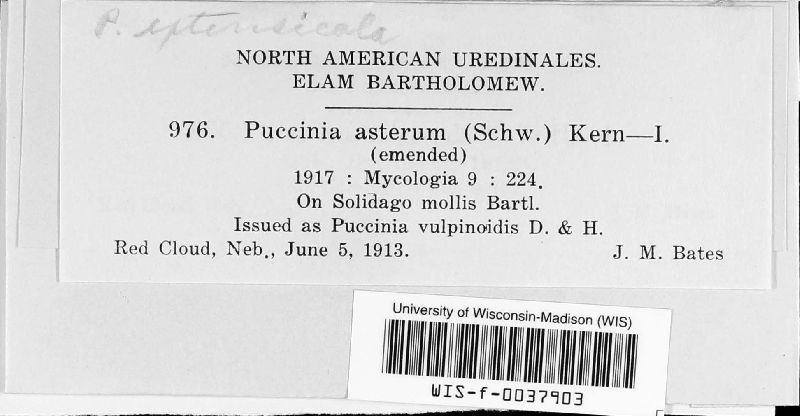 P. extensicola
NORTH AMERICAN UREDINALES.
ELAM BARTHOLOMEW.
976. Puccinia asterum (Schw.) Kern—I.
(emended)
1917 : Mycologia 9 : 224.
On Solidago mollis Bartl.
Issued as Puccinia vulpinoidis D. & H.
Red Cloud, Neb., June 5, 1913. J. M. Bates
University of Wisconsin-Madison (WIS)
WIS-f-0037903